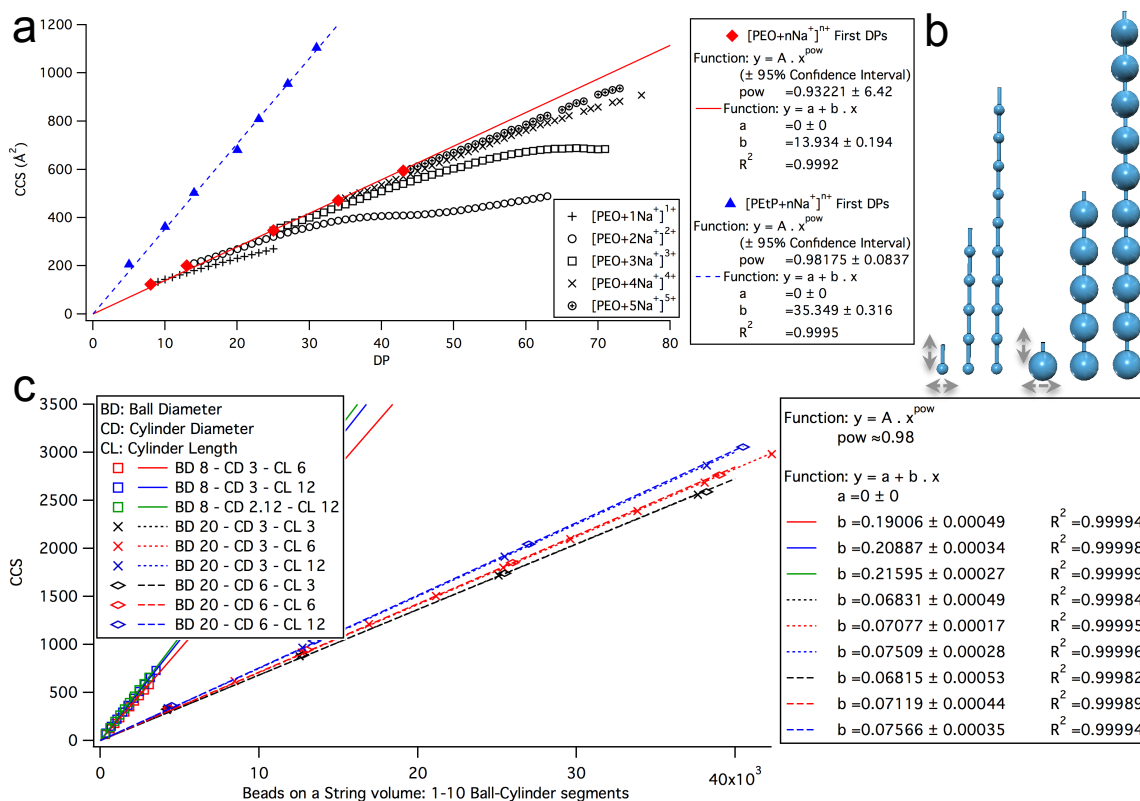 a
1200
1000
800
600
400
200
0
CCS (Å²)
0 10 20 30 40 50 60 70 80
DP
[PEO+1Na⁺]¹⁺
[PEO+2Na⁺]²⁺
[PEO+3Na⁺]³⁺
[PEO+4Na⁺]⁴⁺
[PEO+5Na⁺]⁵⁺
[PEO+nNa⁺]ⁿ⁺ First DPs
Function: y = A . x^pow
(± 95% Confidence Interval)
pow =0.93221 ± 6.42
Function: y = a + b . x
a =0 ± 0
b =13.934 ± 0.194
R² =0.9992
[PEtP+nNa⁺]ⁿ⁺ First DPs
Function: y = A . x^pow
(± 95% Confidence Interval)
pow =0.98175 ± 0.0837
Function: y = a + b . x
a =0 ± 0
b =35.349 ± 0.316
R² =0.9995
b
c
3500
3000
2500
2000
1500
1000
500
0
CCS
BD: Ball Diameter
CD: Cylinder Diameter
CL: Cylinder Length
BD 8 - CD 3 - CL 6
BD 8 - CD 3 - CL 12
BD 8 - CD 2.12 - CL 12
BD 20 - CD 3 - CL 3
BD 20 - CD 3 - CL 6
BD 20 - CD 3 - CL 12
BD 20 - CD 6 - CL 3
BD 20 - CD 6 - CL 6
BD 20 - CD 6 - CL 12
0 10 20 30 40x10³
Beads on a String volume: 1-10 Ball-Cylinder segments
Function: y = A . x^pow
pow ≈0.98
Function: y = a + b . x
a =0 ± 0
b=0.19006 ± 0.00049 R² =0.99994
b=0.20887 ± 0.00034 R² =0.99998
b=0.21595 ± 0.00027 R² =0.99999
b=0.06831 ± 0.00049 R² =0.99984
b=0.07077 ± 0.00017 R² =0.99995
b=0.07509 ± 0.00028 R² =0.99996
b=0.06815 ± 0.00053 R² =0.99982
b=0.07119 ± 0.00044 R² =0.99989
b=0.07566 ± 0.00035 R² =0.99994